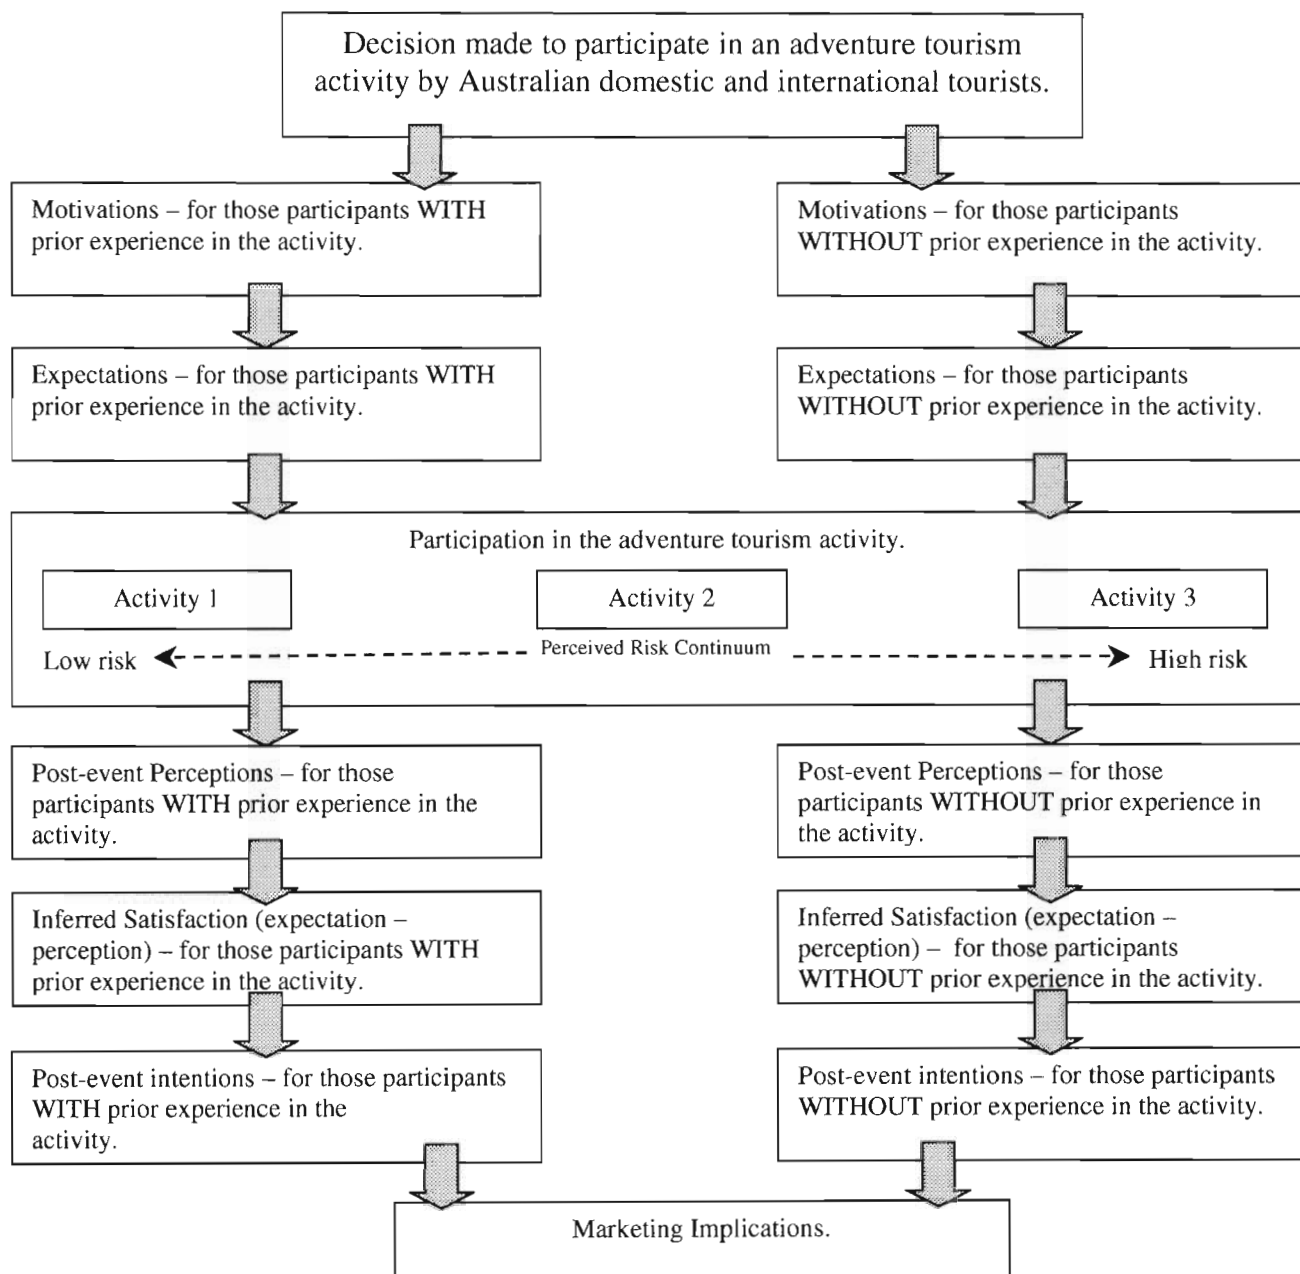 Decision made to participate in an adventure tourism
activity by Australian domestic and international tourists.
Motivations – for those participants WITH
prior experience in the activity.
Motivations – for those participants
WITHOUT prior experience in the activity.
Expectations – for those participants WITH
prior experience in the activity.
Expectations – for those participants
WITHOUT prior experience in the activity.
Participation in the adventure tourism activity.
Activity 1
Activity 2
Activity 3
Low risk
Perceived Risk Continuum
High risk
Post-event Perceptions – for those
participants WITH prior experience in the
activity.
Post-event Perceptions – for those
participants WITHOUT prior experience in
the activity.
Inferred Satisfaction (expectation –
perception) – for those participants WITH
prior experience in the activity.
Inferred Satisfaction (expectation –
perception) – for those participants
WITHOUT prior experience in the activity.
Post-event intentions – for those participants
WITH prior experience in the
activity.
Post-event intentions – for those participants
WITHOUT prior experience in the activity.
Marketing Implications.